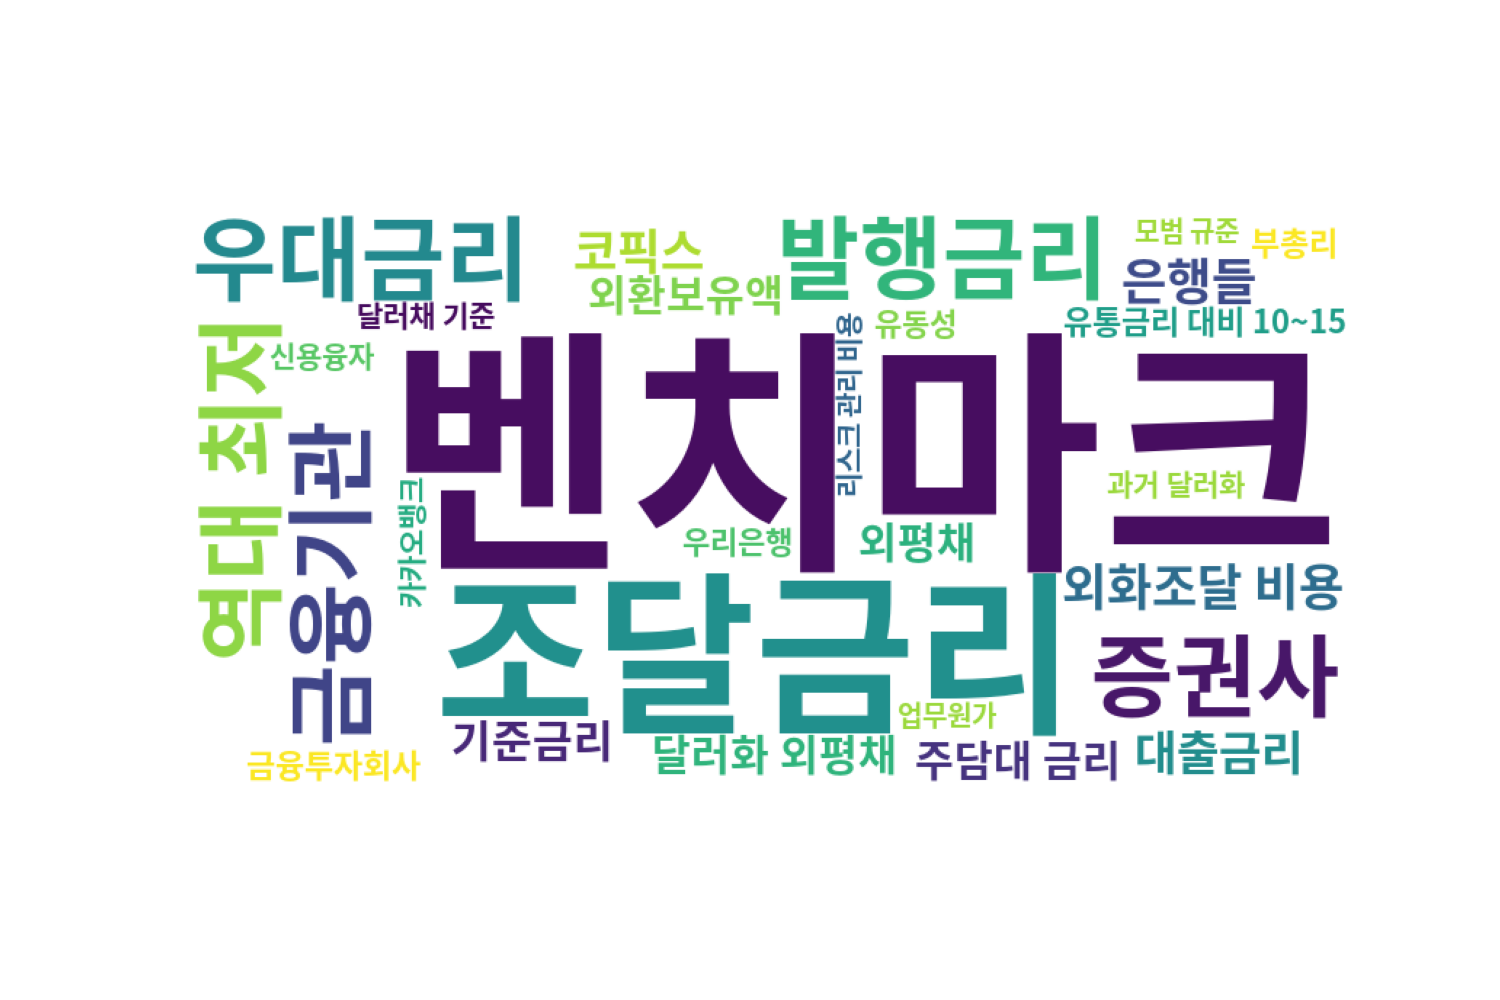 우대금리
코픽스
발행금리
모범 규준
부총리
은행들
외환보유액
달러채 기준
유동성
유통금리 대비 10~15
신용융자
역대 최저
금융기관
벤치마크
리스크 관리 비용
카카오뱅크
과거 달러화
우리은행
외평채
외화조달 비용
조달금리
증권사
업무원가
기준금리
달러화 외평채
주담대 금리
대출금리
금융투자회사